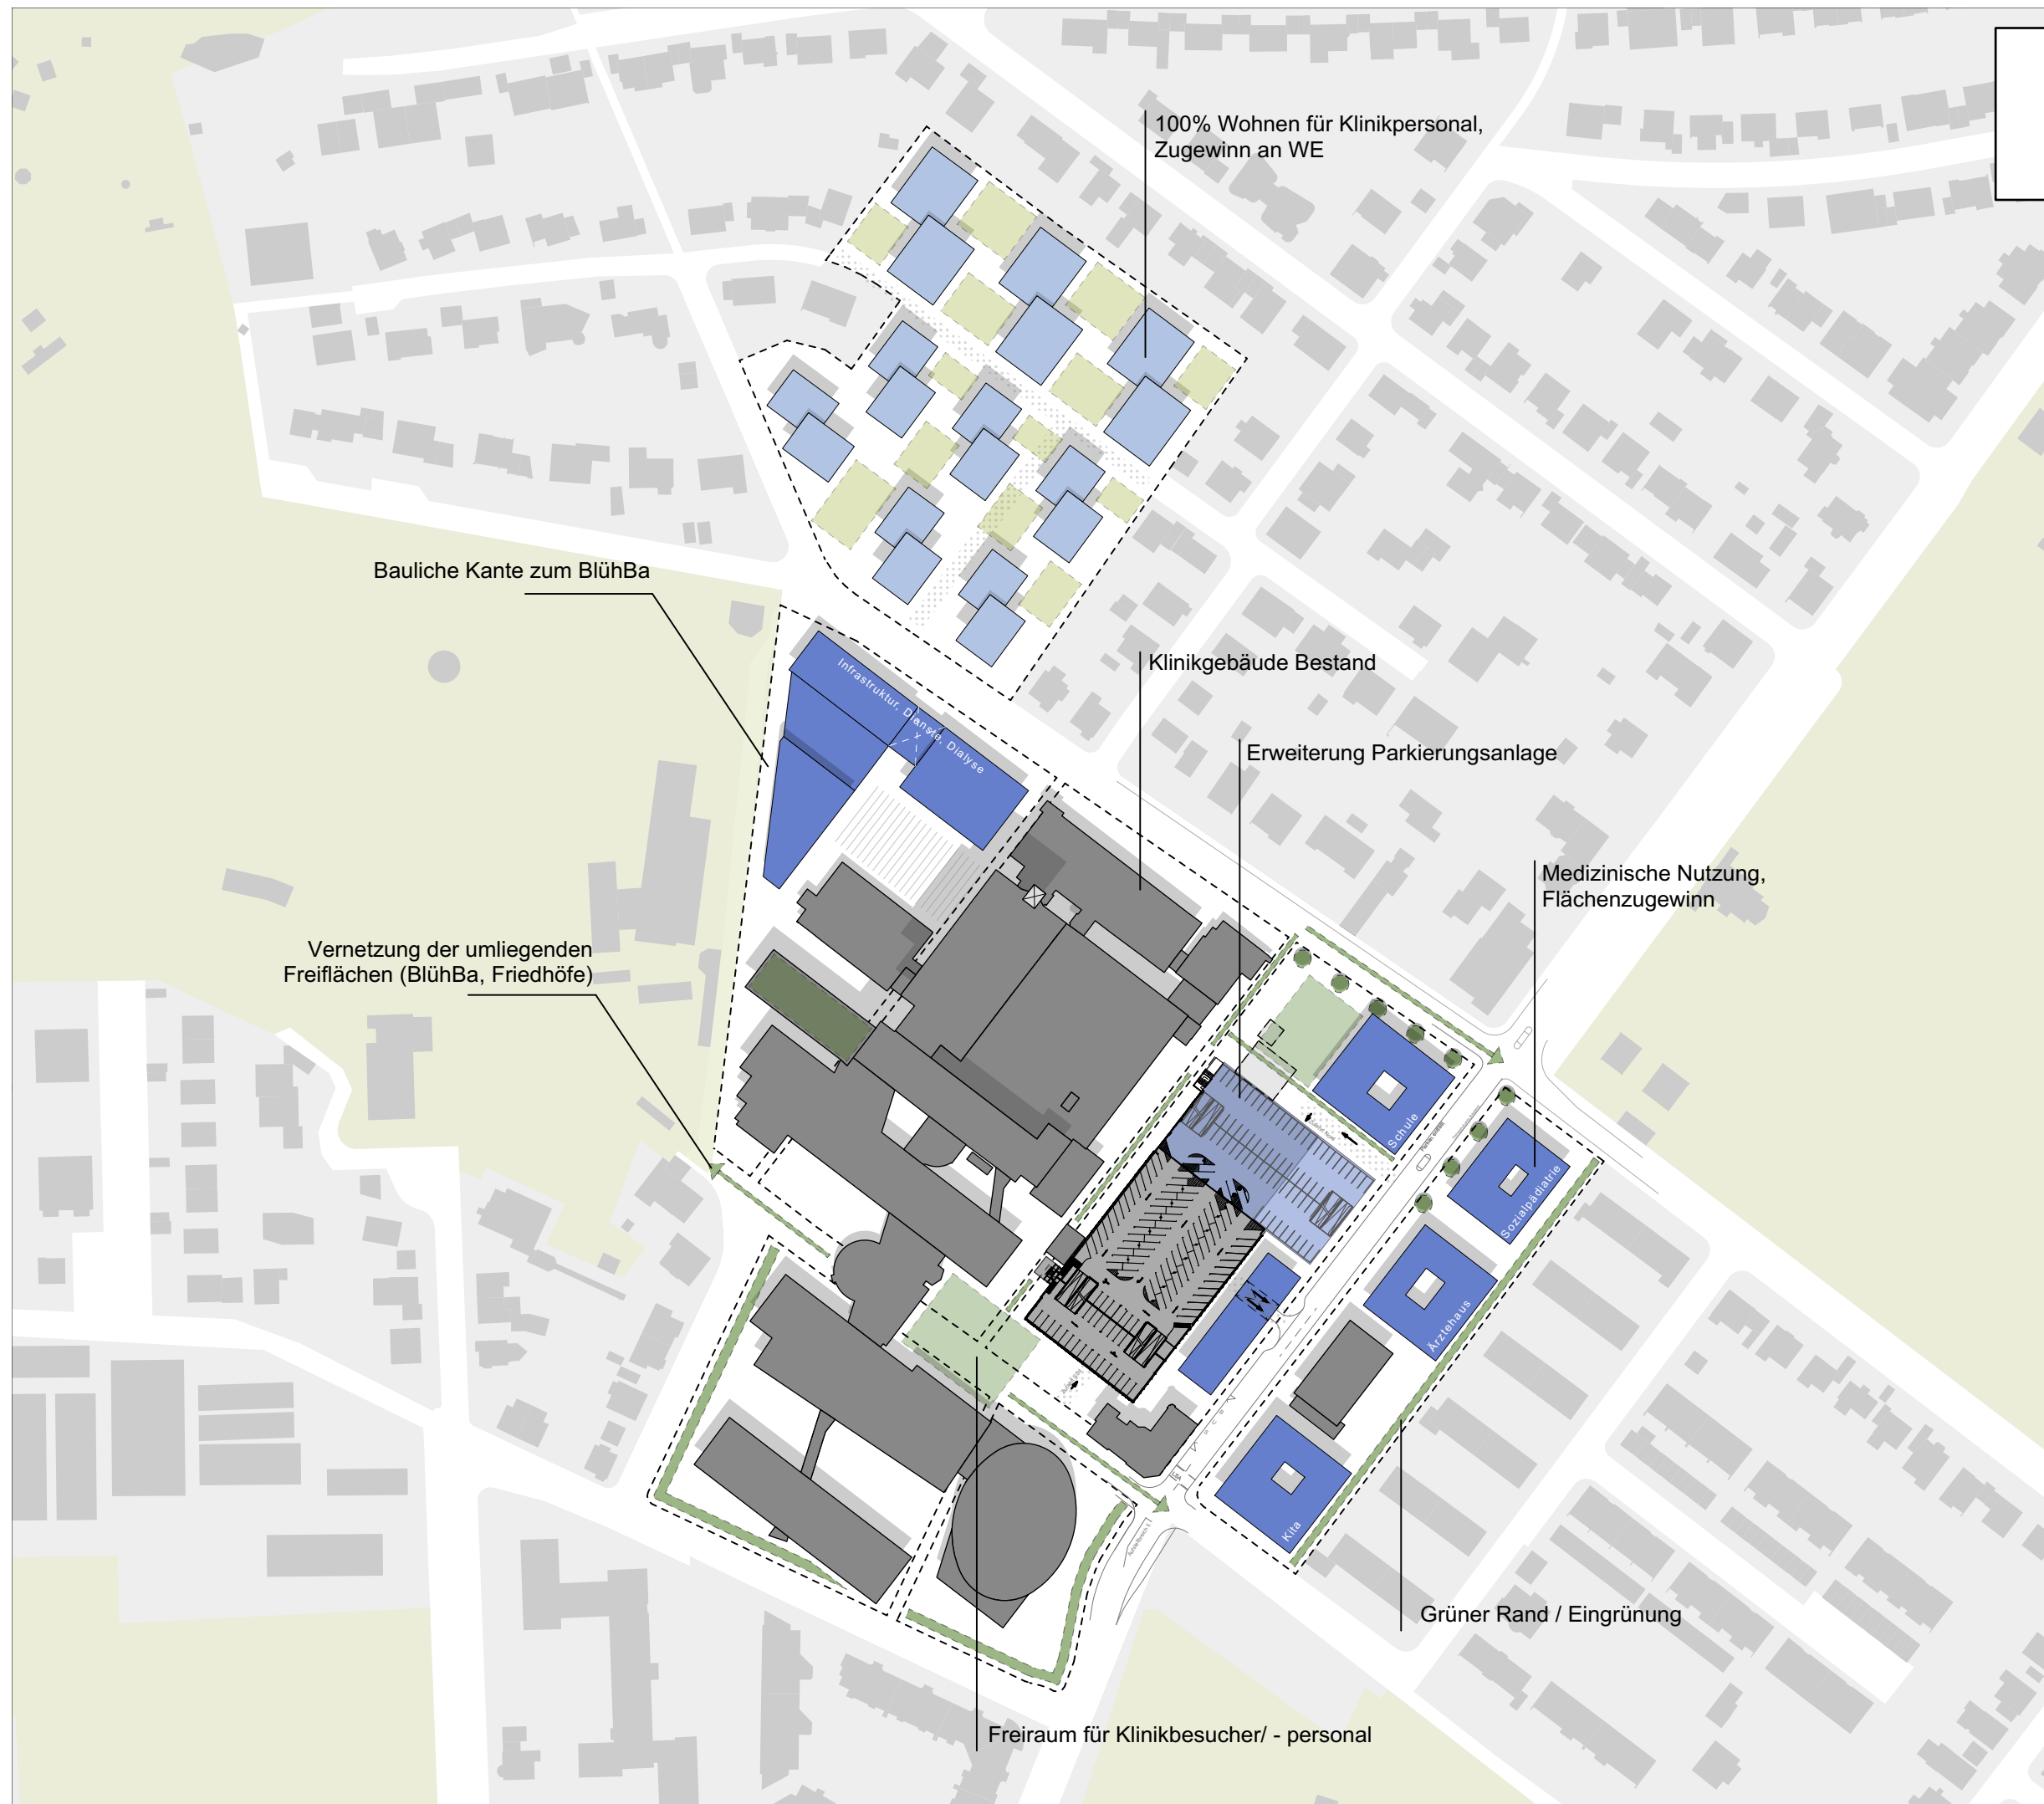 100% Wohnen für Klinikpersonal,
Zugewinn an WE
Bauliche Kante zum BlühBa
Infrastruktur, Dienste, Dialyse
Klinikgebäude Bestand
Erweiterung Parkierungsanlage
Medizinische Nutzung,
Flächenzugewinn
Vernetzung der umliegenden
Freiflächen (BlühBa, Friedhöfe)
Schule
Sozialpädiatrie
Ärztehaus
Kita
Grüner Rand / Eingrünung
Freiraum für Klinikbesucher/ - personal